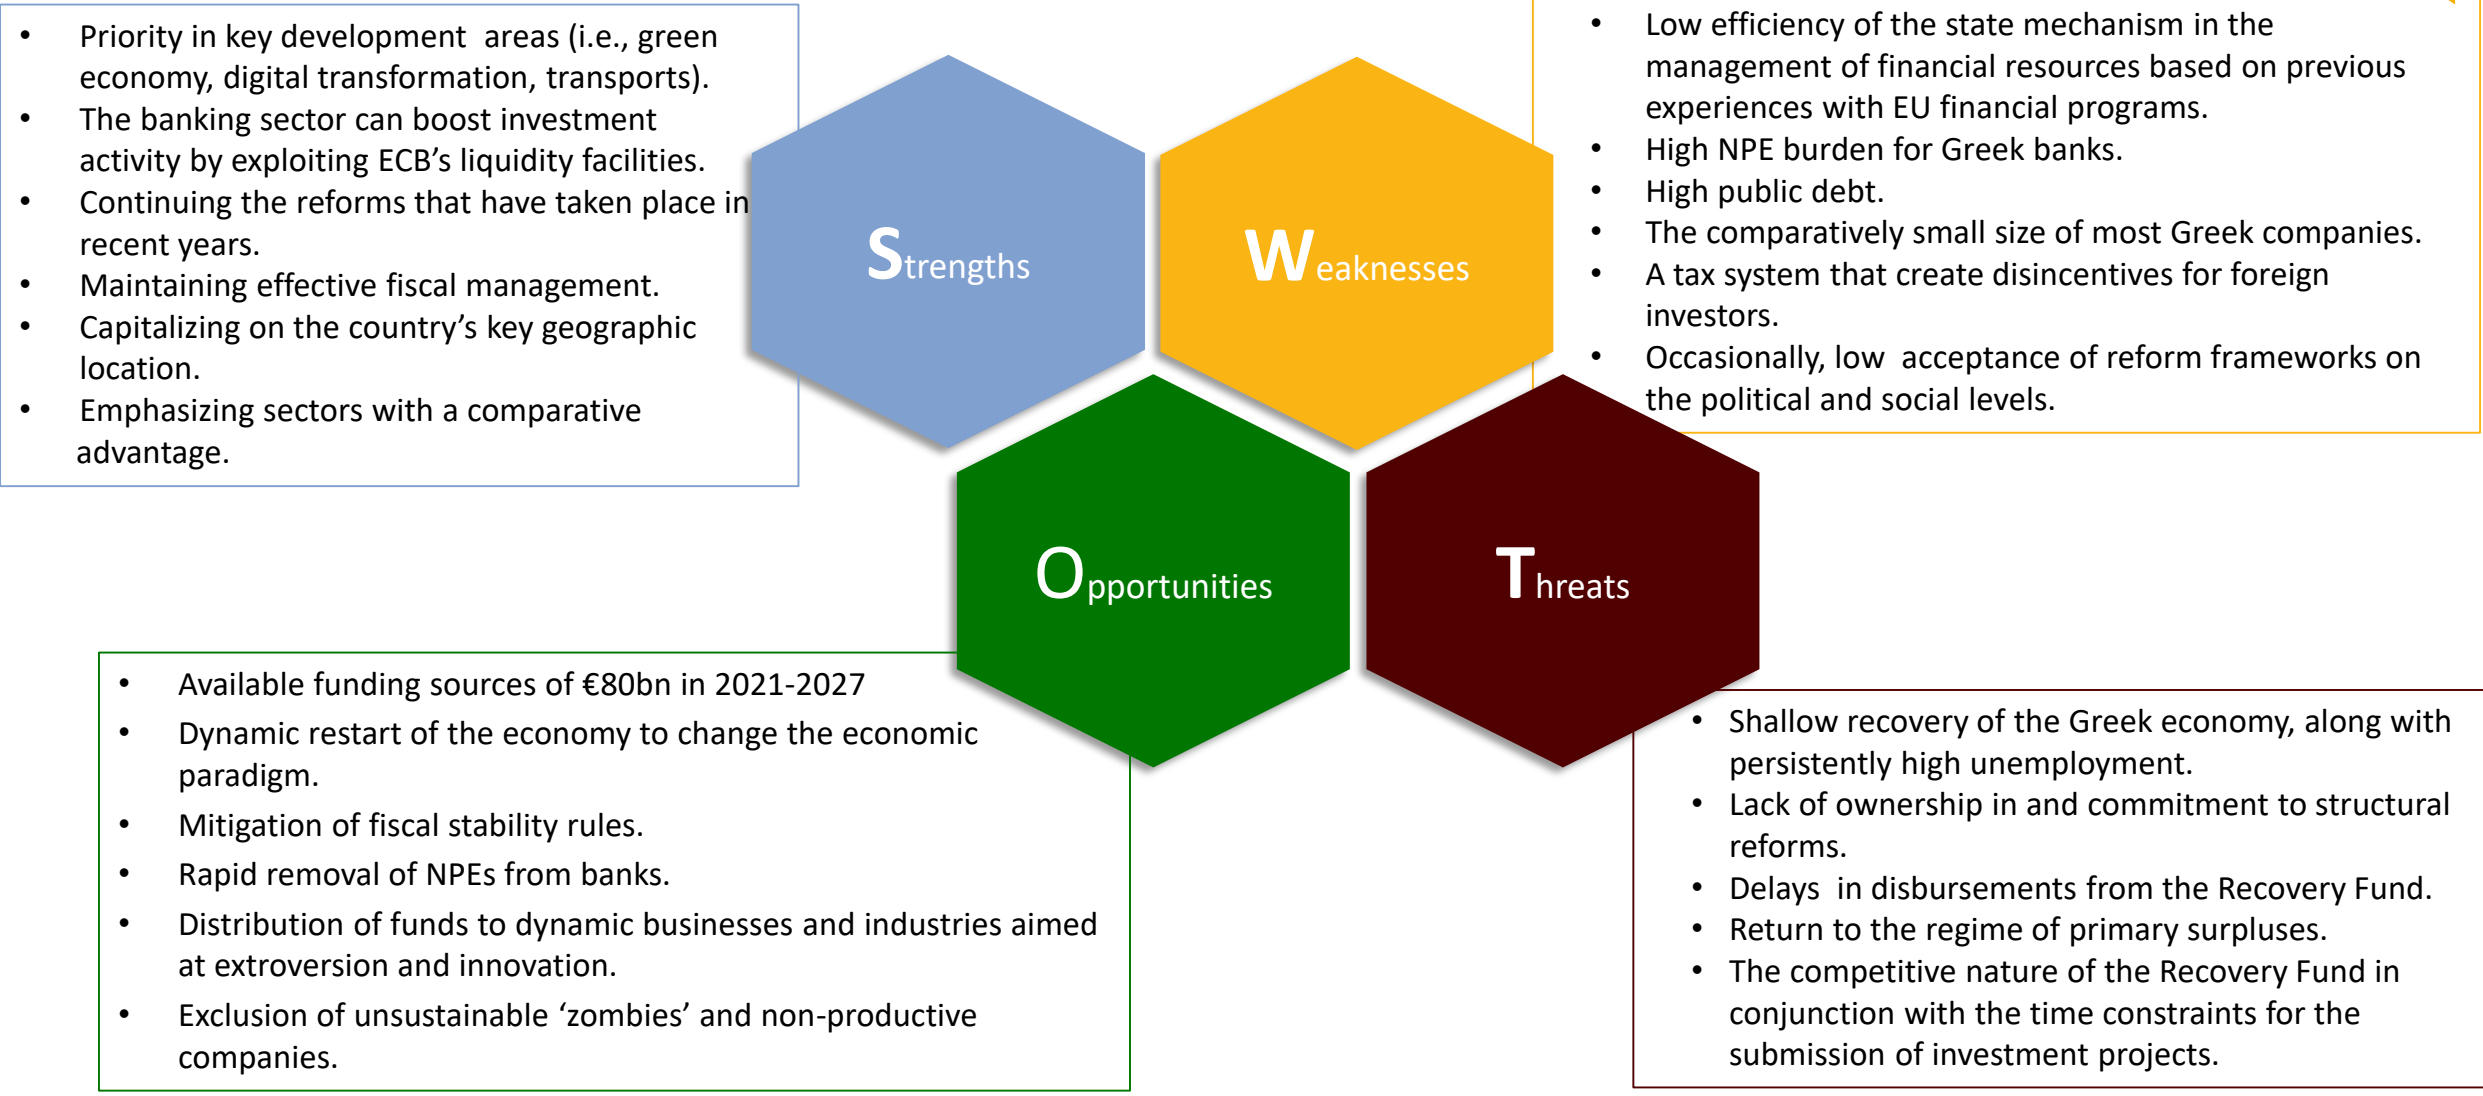 • Priority in key development  areas (i.e., green
economy, digital transformation, transports).
• The banking sector can boost investment
activity by exploiting ECB’s liquidity facilities.
• Continuing the reforms that have taken place in
recent years.
• Maintaining effective fiscal management.
• Capitalizing on the country’s key geographic
location.
• Emphasizing sectors with a comparative
advantage.
Strengths
Weaknesses
• Low efficiency of the state mechanism in the
management of financial resources based on previous
experiences with EU financial programs.
• High NPE burden for Greek banks.
• High public debt.
• The comparatively small size of most Greek companies.
• A tax system that create disincentives for foreign
investors.
• Occasionally, low  acceptance of reform frameworks on
the political and social levels.
Opportunities
Threats
• Available funding sources of €80bn in 2021-2027
• Dynamic restart of the economy to change the economic
paradigm.
• Mitigation of fiscal stability rules.
• Rapid removal of NPEs from banks.
• Distribution of funds to dynamic businesses and industries aimed
at extroversion and innovation.
• Exclusion of unsustainable ‘zombies’ and non-productive
companies.
• Shallow recovery of the Greek economy, along with
persistently high unemployment.
• Lack of ownership in and commitment to structural
reforms.
• Delays  in disbursements from the Recovery Fund.
• Return to the regime of primary surpluses.
• The competitive nature of the Recovery Fund in
conjunction with the time constraints for the
submission of investment projects.